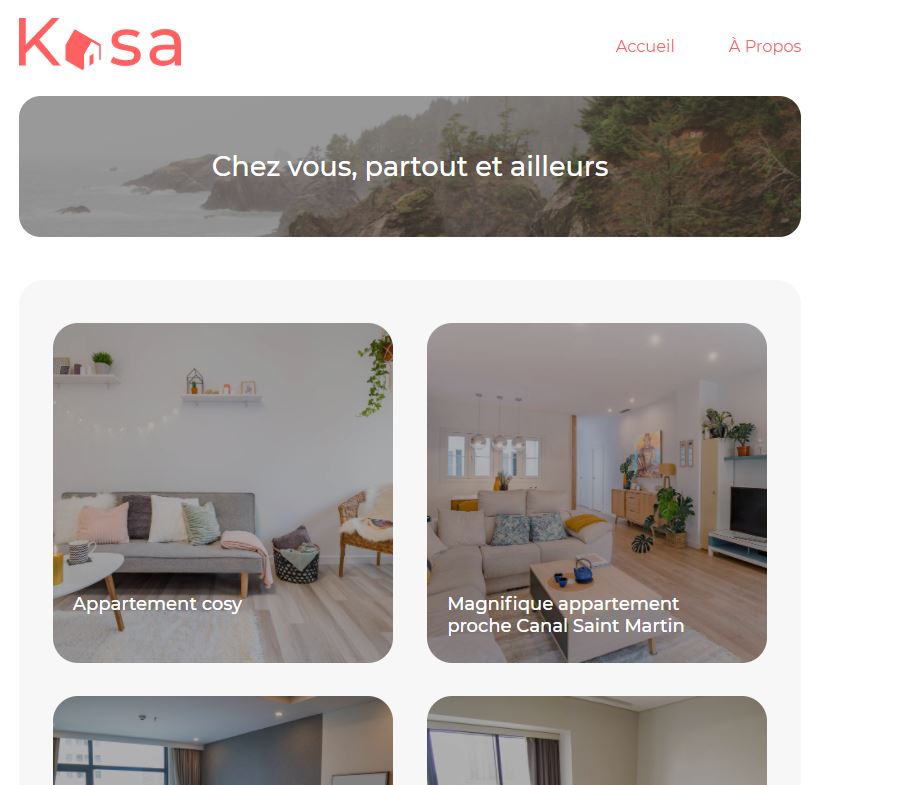 Kasa
Accueil
À Propos
Chez vous, partout et ailleurs
Appartement cosy
Magnifique appartement
proche Canal Saint Martin